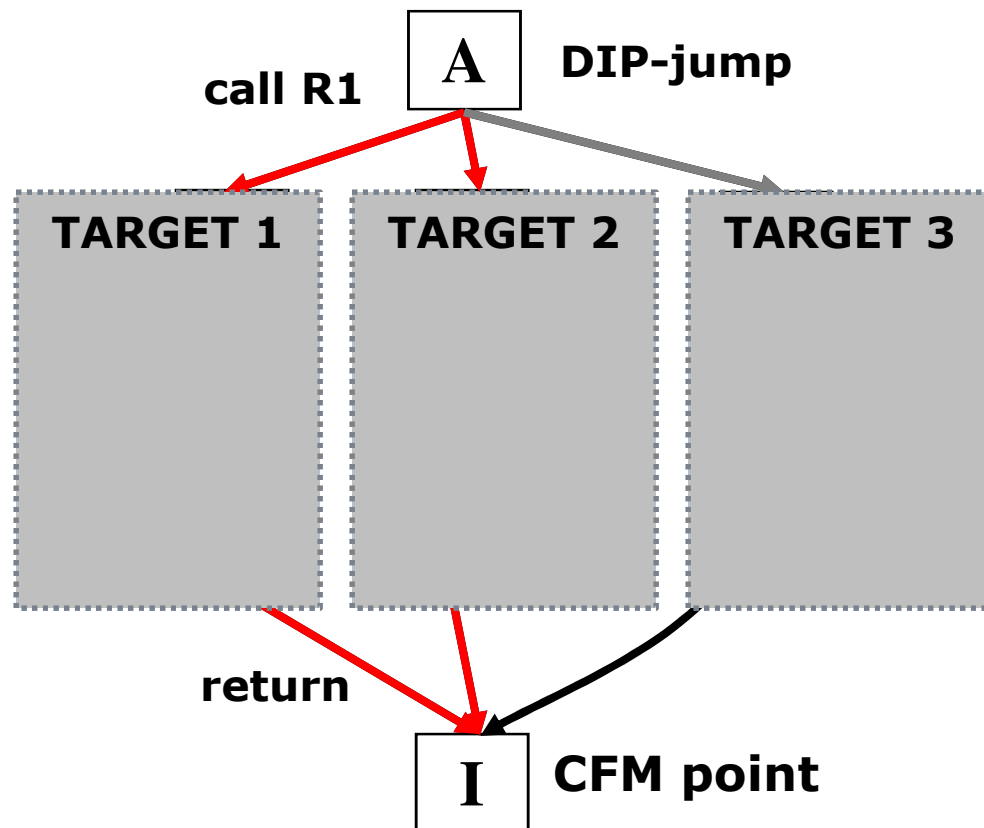 A
DIP-jump
call R1
TARGET 1
TARGET 2
TARGET 3
return
I
CFM point